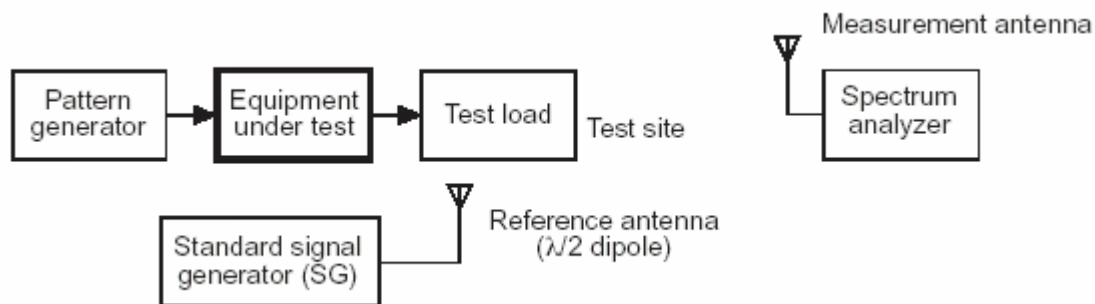 Measurement antenna
Pattern
generator
Equipment
under test
Test load
Test site
Spectrum
analyzer
Standard signal
generator (SG)
Reference antenna
(λ/2 dipole)